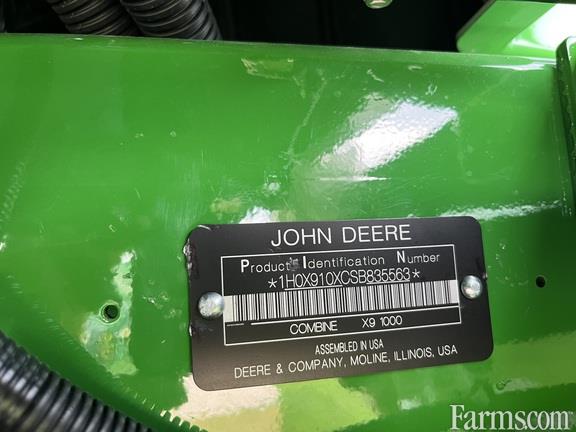 JOHN DEERE
Product Identification Number
*1H0X910XCSB835563*
COMBINE X9 1000
ASSEMBLED IN USA
DEERE & COMPANY, MOLINE, ILLINOIS, USA
Farms.com